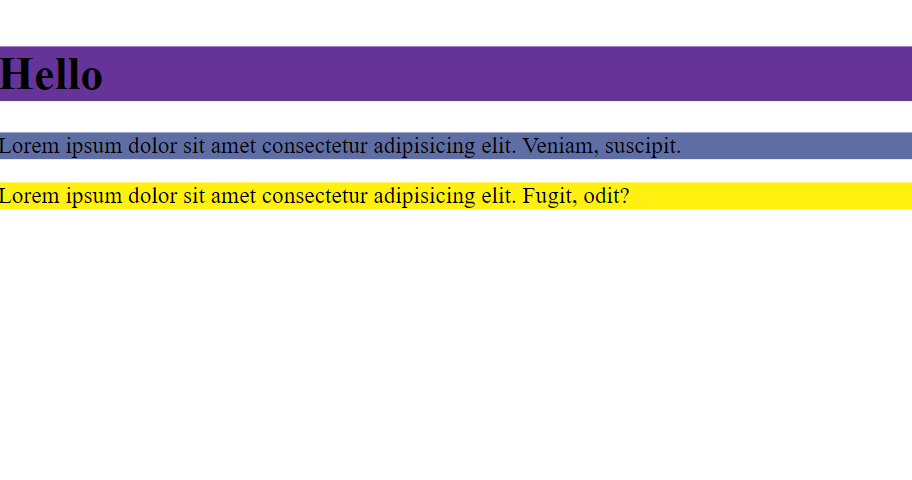 Hello
Lorem ipsum dolor sit amet consectetur adipisicing elit. Veniam, suscipit.
Lorem ipsum dolor sit amet consectetur adipisicing elit. Fugit, odit?